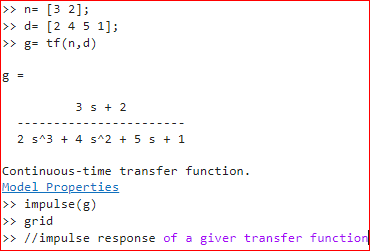 >> n= [3 2];
>> d= [2 4 5 1];
>> g= tf(n,d)
g =
3 s + 2
-----------------------
2 s^3 + 4 s^2 + 5 s + 1
Continuous-time transfer function.
Model Properties
>> impulse(g)
>> grid
>> //impulse response of a giver transfer function